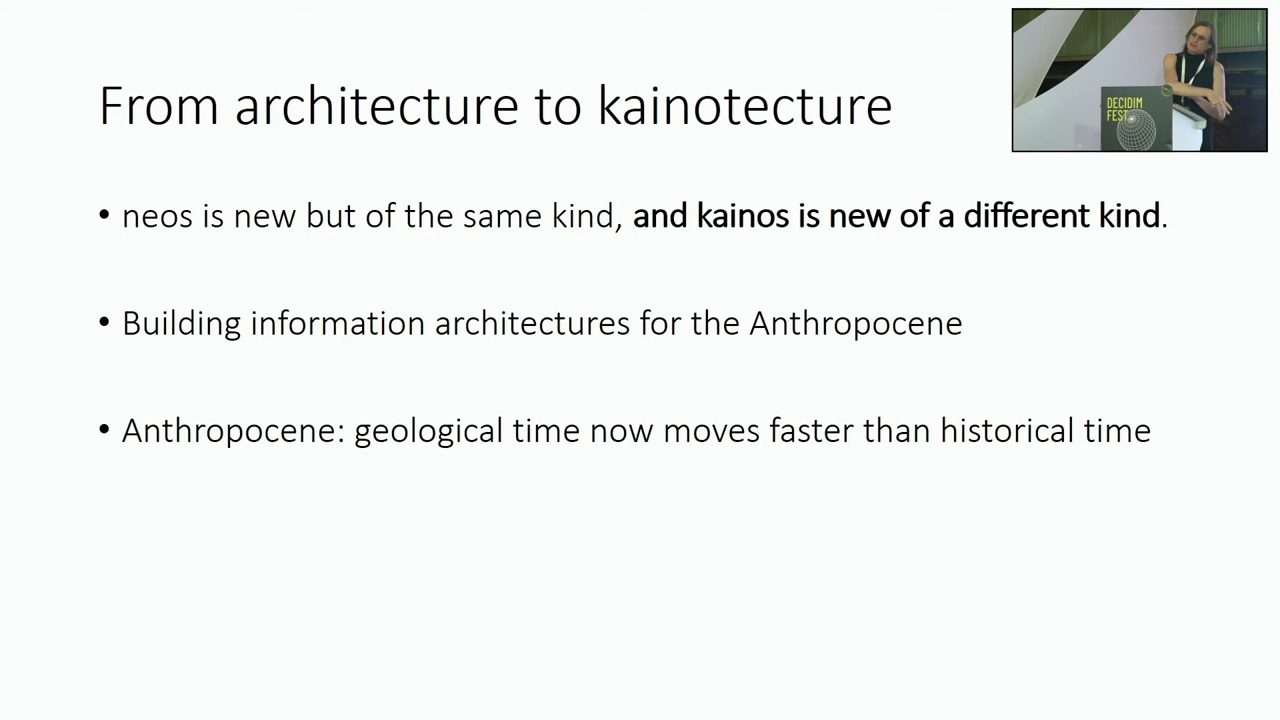 From architecture to kainotecture
DECIDIM
FEST
• neos is new but of the same kind, and kainos is new of a different kind.
• Building information architectures for the Anthropocene
• Anthropocene: geological time now moves faster than historical time